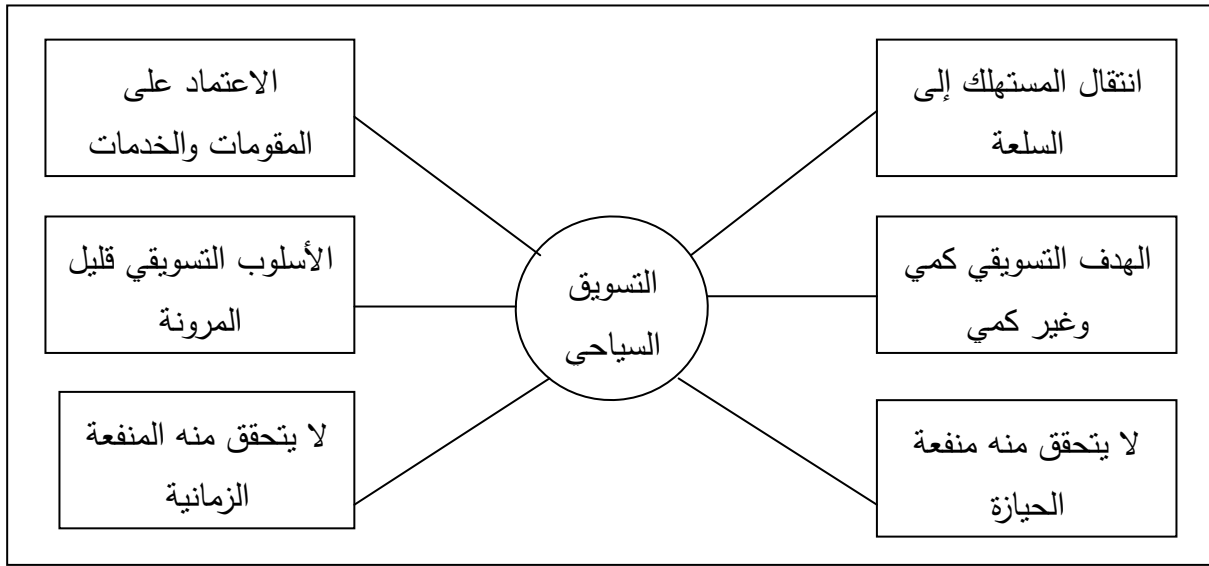 انتقال المستهلك إلى
السلعة
الاعتماد على
المقومات والخدمات
الهدف التسويقي كمي
وغير كمي
التسويق
السياحي
الأسلوب التسويقي قليل
المرونة
لا يتحقق منه منفعة
الحيازة
لا يتحقق منه المنفعة
الزمانية